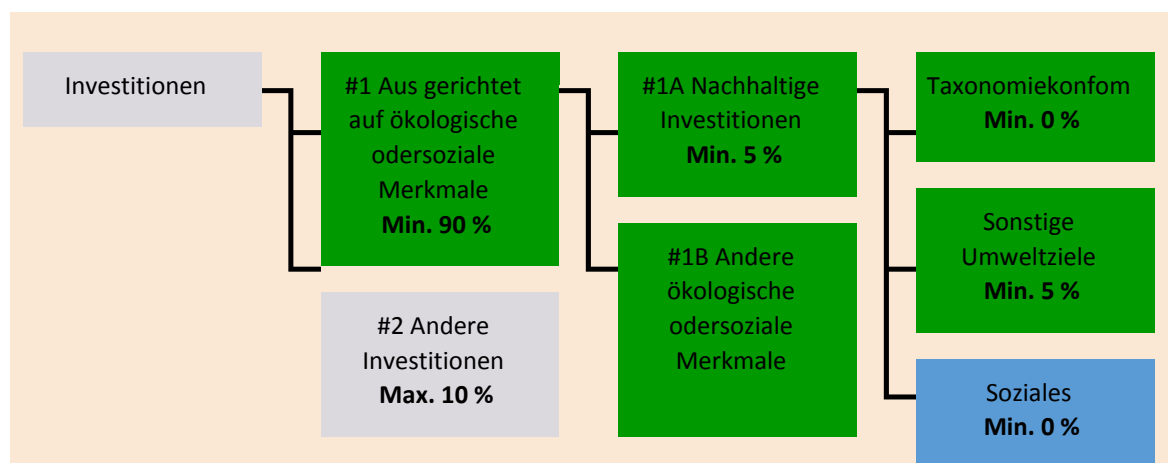 Investitionen
#1 Aus gerichtet
auf ökologische
odersoziale
Merkmale
Min. 90 %
#2 Andere
Investitionen
Max. 10 %
#1A Nachhaltige
Investitionen
Min. 5 %
#1B Andere
ökologische
odersoziale
Merkmale
Taxonomiekonfom
Min. 0 %
Sonstige
Umweltziele
Min. 5 %
Soziales
Min. 0 %